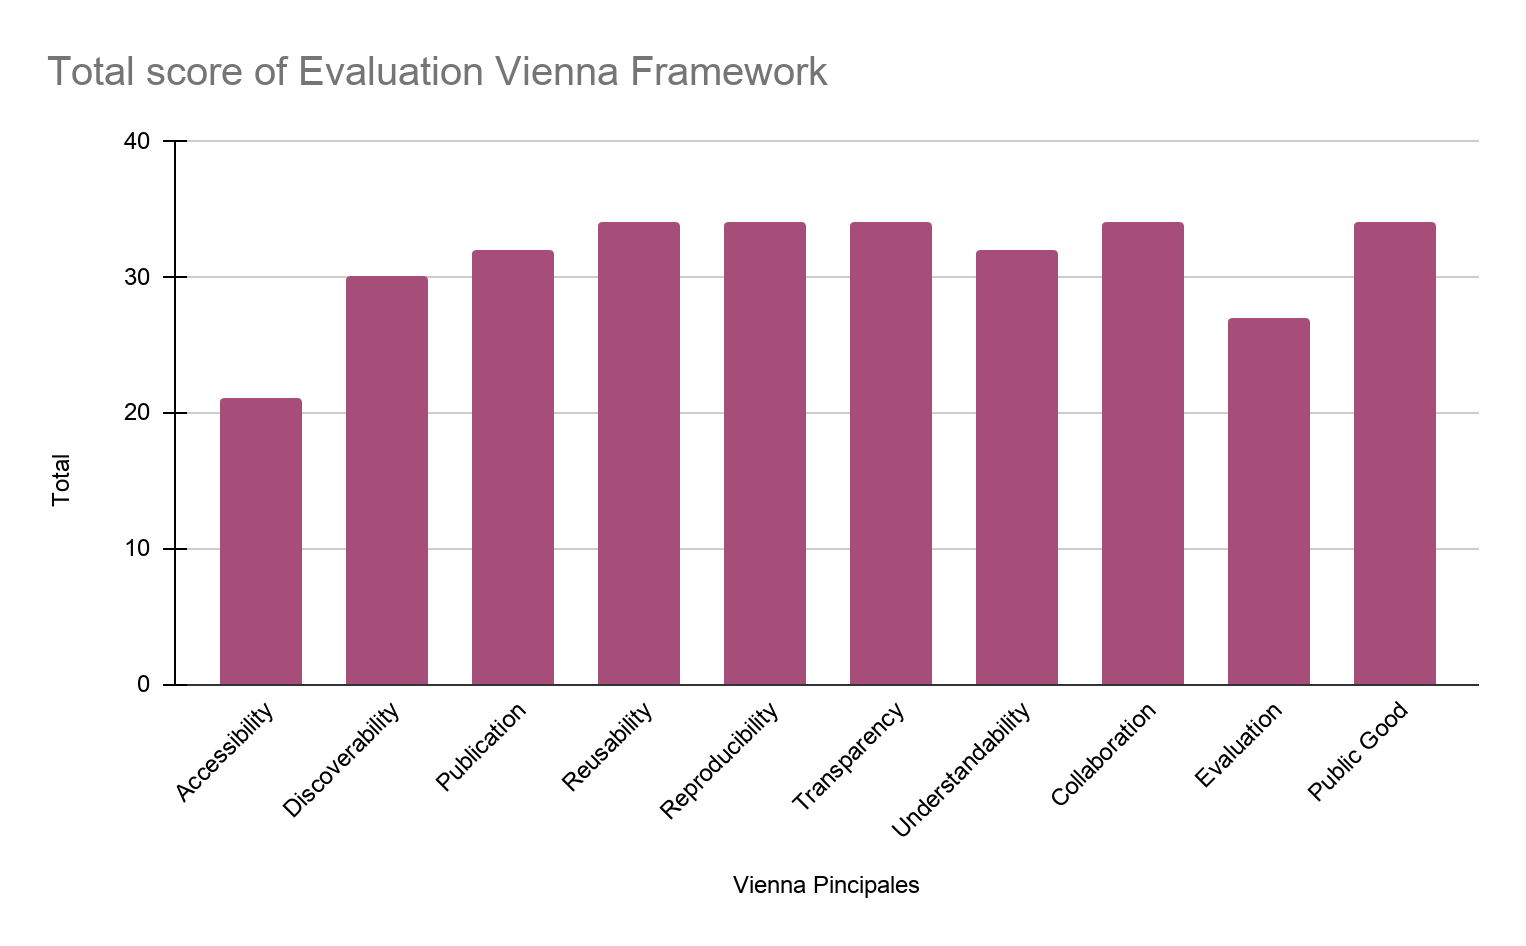 Total score of Evaluation Vienna Framework
40
30
20
10
0
Total
Accessibility
Discoverability
Publication
Reusability
Reproducibility
Transparency
Understandability
Collaboration
Evaluation
Public Good
Vienna Pincipales